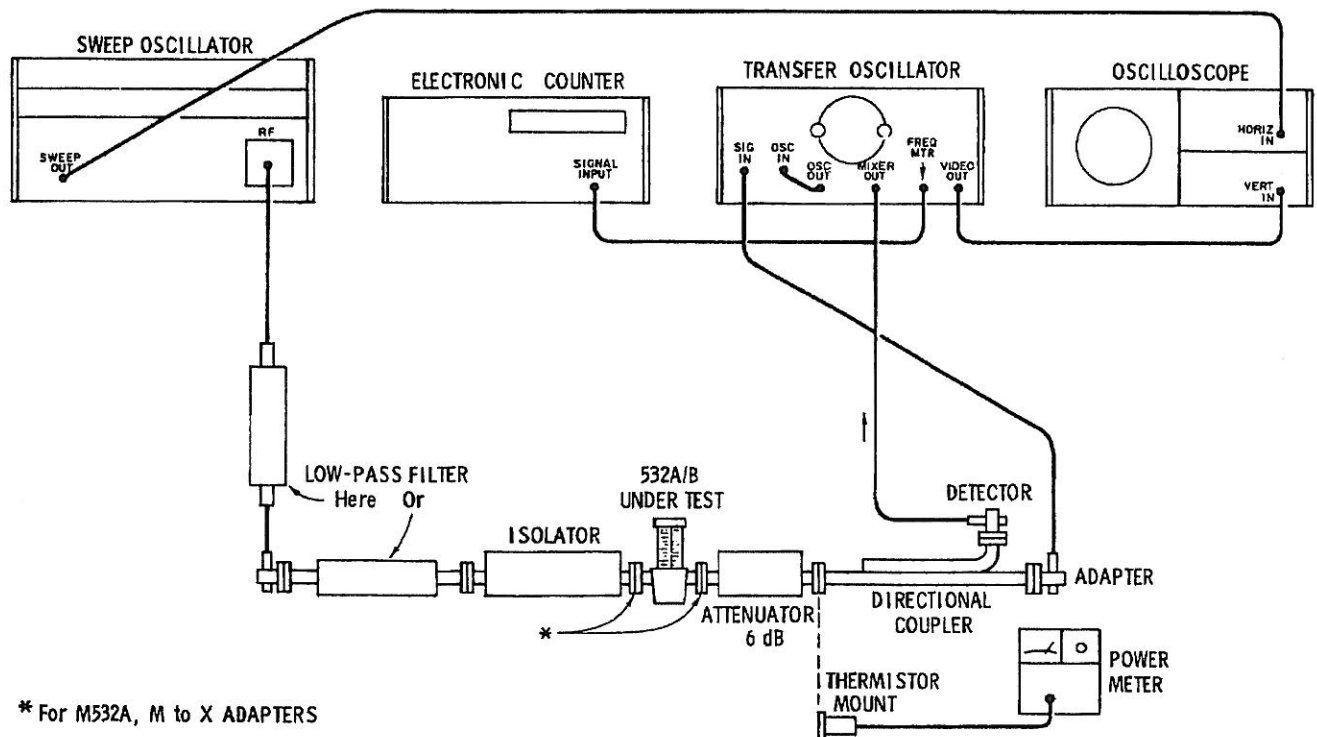 SWEEP OSCILLATOR
ELECTRONIC COUNTER
TRANSFER OSCILLATOR
OSCILLOSCOPE
RF
SWEEP
OUT
SIGNAL
INPUT
SIG
IN
OSC
IN
OSC
OUT
MIXER
OUT
FREQ
MTR
VIDEO
OUT
HORIZ
IN
VERT
IN
LOW-PASS FILTER
Here Or
ISOLATOR
532A/B
UNDER TEST
DETECTOR
ADAPTER
ATTENUATOR
6 dB
DIRECTIONAL
COUPLER
*
THERMISTOR
MOUNT
POWER
METER
* For M532A, M to X ADAPTERS